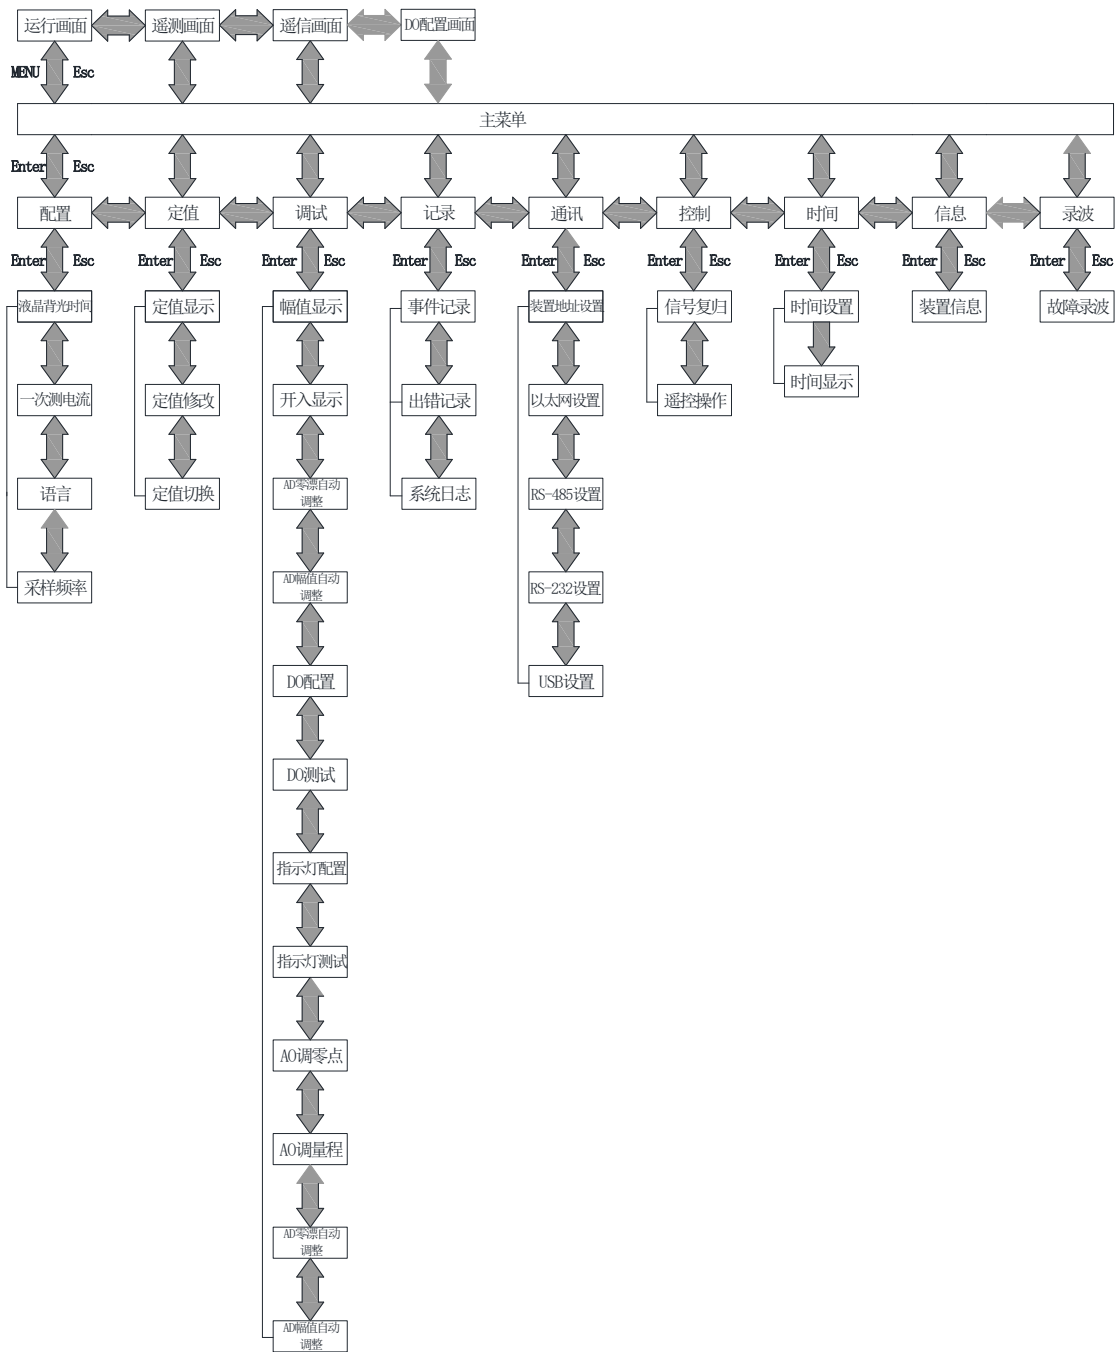 运行画面 遥测画面 遥信画面 DO配置画面
MENU Esc
主菜单
Enter Esc
配置 定值 调试 记录 通讯 控制 时间 信息 录波
Enter Esc Enter Esc Enter Esc Enter Esc Enter Esc Enter Esc Enter Esc Enter Esc Enter Esc
液晶背光时间 定值显示 幅值显示 事件记录 装置地址设置 信号复归 时间设置 装置信息 故障录波
时间显示
一次测电流 定值修改 开入显示 出错记录 以太网设置 遥控操作
语言 定值切换 AD零漂自动 系统日志 RS-485设置
调整
采样频率 AD幅值自动 RS-232设置
调整
DO配置 USB设置
DO测试
指示灯配置
指示灯测试
AO调零点
AO调量程
AD零漂自动
调整
AD幅值自动
调整